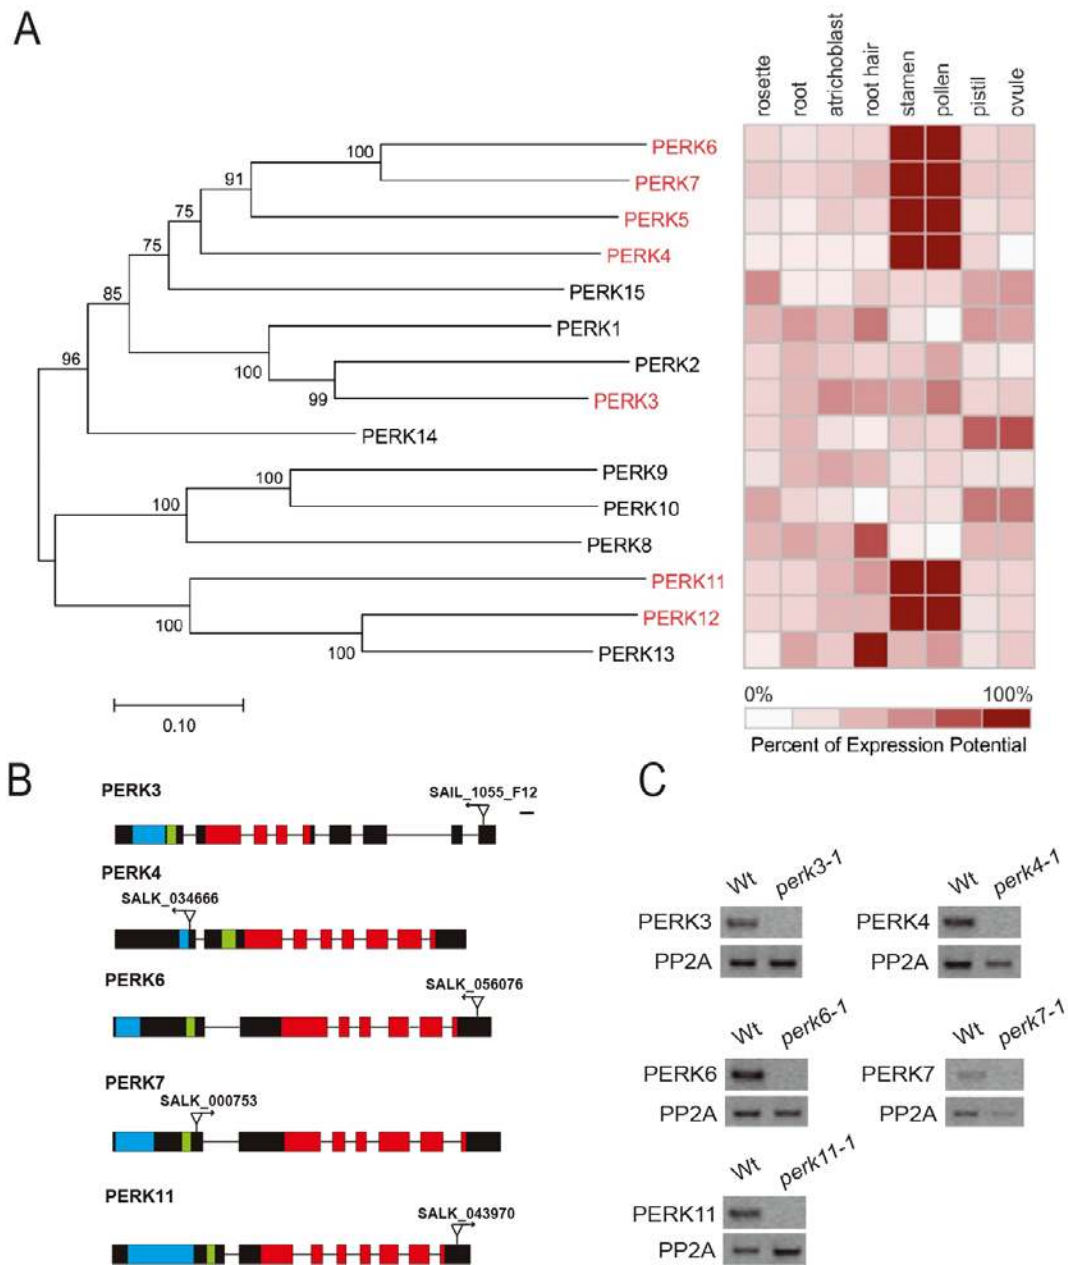 A
rosette
root
atrichoblast
root hair
stamen
pollen
pistil
ovule
100
PERK6
91
PERK7
75
PERK5
75
PERK4
85
PERK15
PERK1
96
100
PERK2
99
PERK3
PERK14
100
PERK9
100
PERK10
PERK8
PERK11
100
PERK12
100
PERK13
0.10
0% 100%
Percent of Expression Potential
B
PERK3
SAIL_1055_F12
PERK4
SALK_034666
PERK6
SALK_056076
PERK7
SALK_000753
PERK11
SALK_043970
C
Wt perk3-1
PERK3
PP2A
Wt perk4-1
PERK4
PP2A
Wt perk6-1
PERK6
PP2A
Wt perk7-1
PERK7
PP2A
Wt perk11-1
PERK11
PP2A